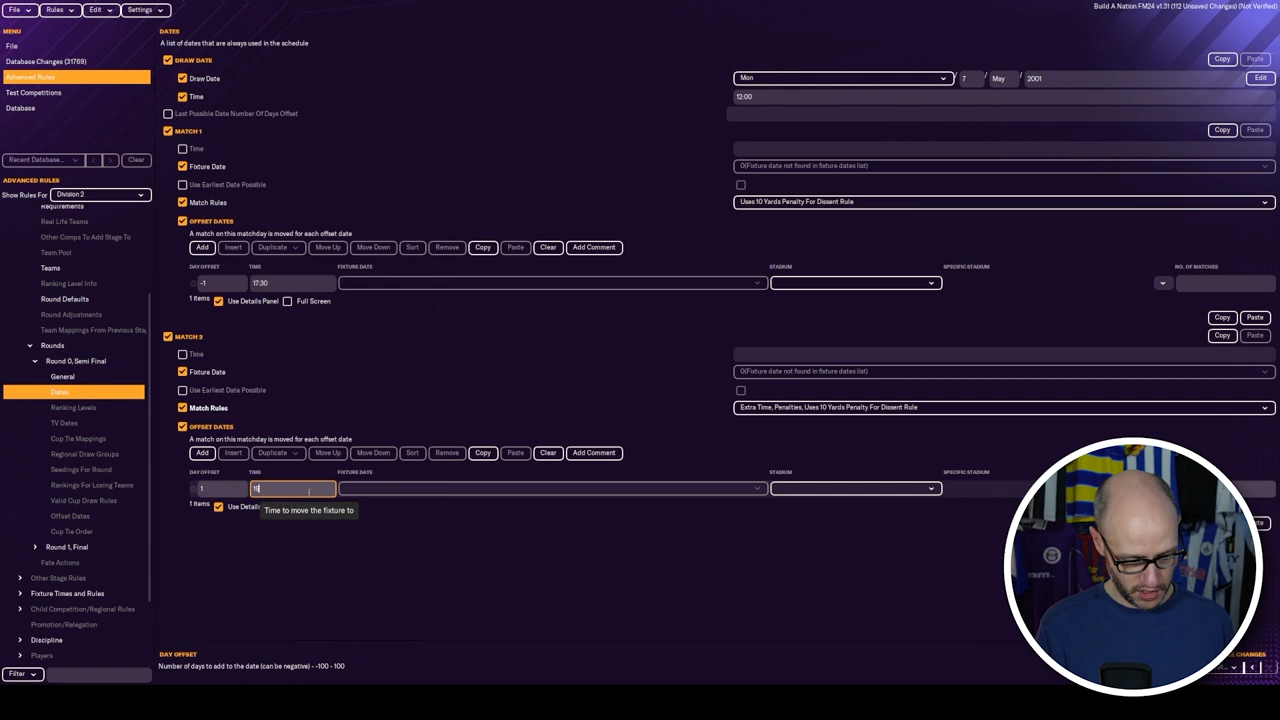 File Rules Edit Settings
Build A Nation FM24 v1.31 (112 Unsaved Changes) (Not Verified)
MENU
File
Database Changes (31769)
Advanced Rules
Test Competitions
Database
Recent Database... < > Clear
ADVANCED RULES
Show Rules For Division 2
Requirements
Real Life Teams
Other Comps To Add Stage To
Team Pool
Teams
Ranking Level Info
Round Defaults
Round Adjustments
Team Mappings From Previous Sta
Rounds
Round 0, Semi Final
General
Dates
Ranking Levels
TV Dates
Cup Tie Mappings
Regional Draw Groups
Seedings For Round
Rankings For Losing Teams
Valid Cup Draw Rules
Offset Dates
Cup Tie Order
Round 1, Final
Fate Actions
Other Stage Rules
Fixture Times and Rules
Child Competition/Regional Rules
Promotion/Relegation
Discipline
Players
Filter
DATES
A list of dates that are always used in the schedule
DRAW DATE Copy Paste
Draw Date Mon / 7 / May / 2001 Edit
Time 12:00
Last Possible Date Number Of Days Offset
MATCH 1 Copy Paste
Time
Fixture Date 0(Fixture date not found in fixture dates list)
Use Earliest Date Possible
Match Rules Uses 10 Yards Penalty For Dissent Rule
OFFSET DATES
A match on this matchday is moved for each offset date
Add Insert Duplicate Move Up Move Down Sort Remove Copy Paste Clear Add Comment
DAY OFFSET TIME FIXTURE DATE STADIUM SPECIFIC STADIUM NO. OF MATCHES
-1 17:30
1 items Use Details Panel Full Screen
Copy Paste
MATCH 2 Copy Paste
Time
Fixture Date 0(Fixture date not found in fixture dates list)
Use Earliest Date Possible
Match Rules Extra Time, Penalties, Uses 10 Yards Penalty For Dissent Rule
OFFSET DATES
A match on this matchday is moved for each offset date
Add Insert Duplicate Move Up Move Down Sort Remove Copy Paste Clear Add Comment
DAY OFFSET TIME FIXTURE DATE STADIUM SPECIFIC STADIUM
1
1 items Use Details
Time to move the fixture to
DAY OFFSET
Number of days to add to the date (can be negative) - -100 - 100
CHANGES